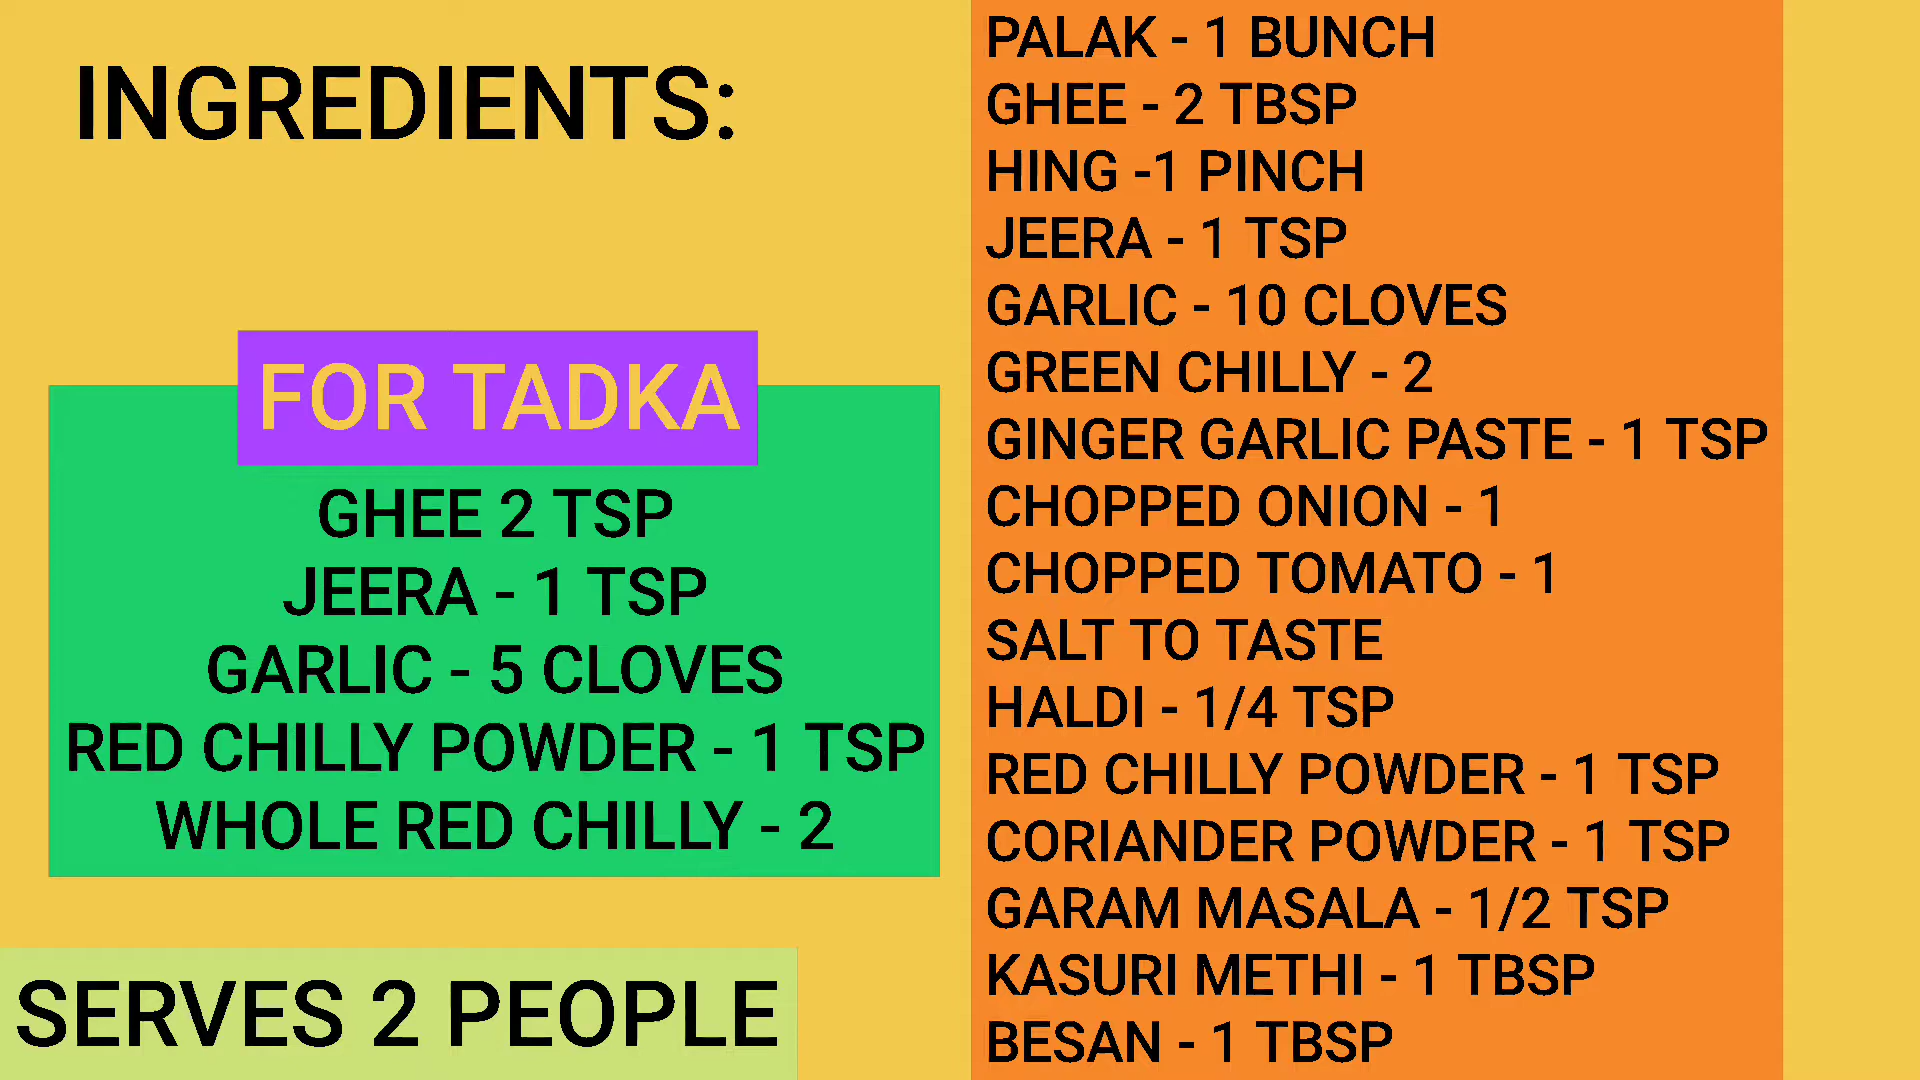 INGREDIENTS:
FOR TADKA
GHEE 2 TSP
JEERA - 1 TSP
GARLIC - 5 CLOVES
RED CHILLY POWDER - 1 TSP
WHOLE RED CHILLY - 2
SERVES 2 PEOPLE
PALAK - 1 BUNCH
GHEE - 2 TBSP
HING -1 PINCH
JEERA - 1 TSP
GARLIC - 10 CLOVES
GREEN CHILLY - 2
GINGER GARLIC PASTE - 1 TSP
CHOPPED ONION - 1
CHOPPED TOMATO - 1
SALT TO TASTE
HALDI - 1/4 TSP
RED CHILLY POWDER - 1 TSP
CORIANDER POWDER - 1 TSP
GARAM MASALA - 1/2 TSP
KASURI METHI - 1 TBSP
BESAN - 1 TBSP